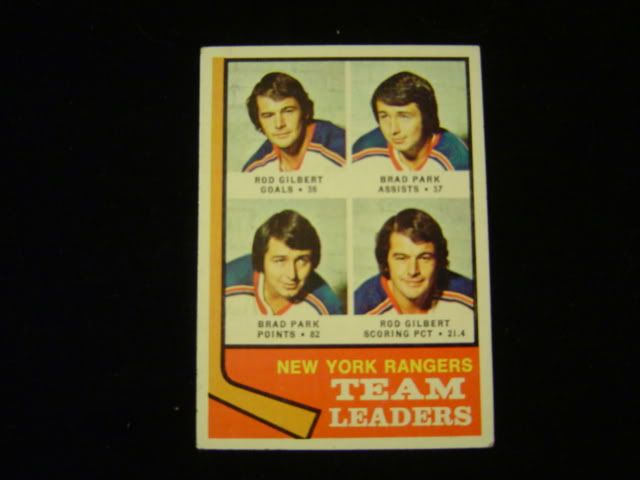 ROD GILBERT
GOALS • 36
BRAD PARK
ASSISTS • 57
BRAD PARK
POINTS • 82
ROD GILBERT
SCORING PCT • 21.4
NEW YORK RANGERS
TEAM
LEADERS